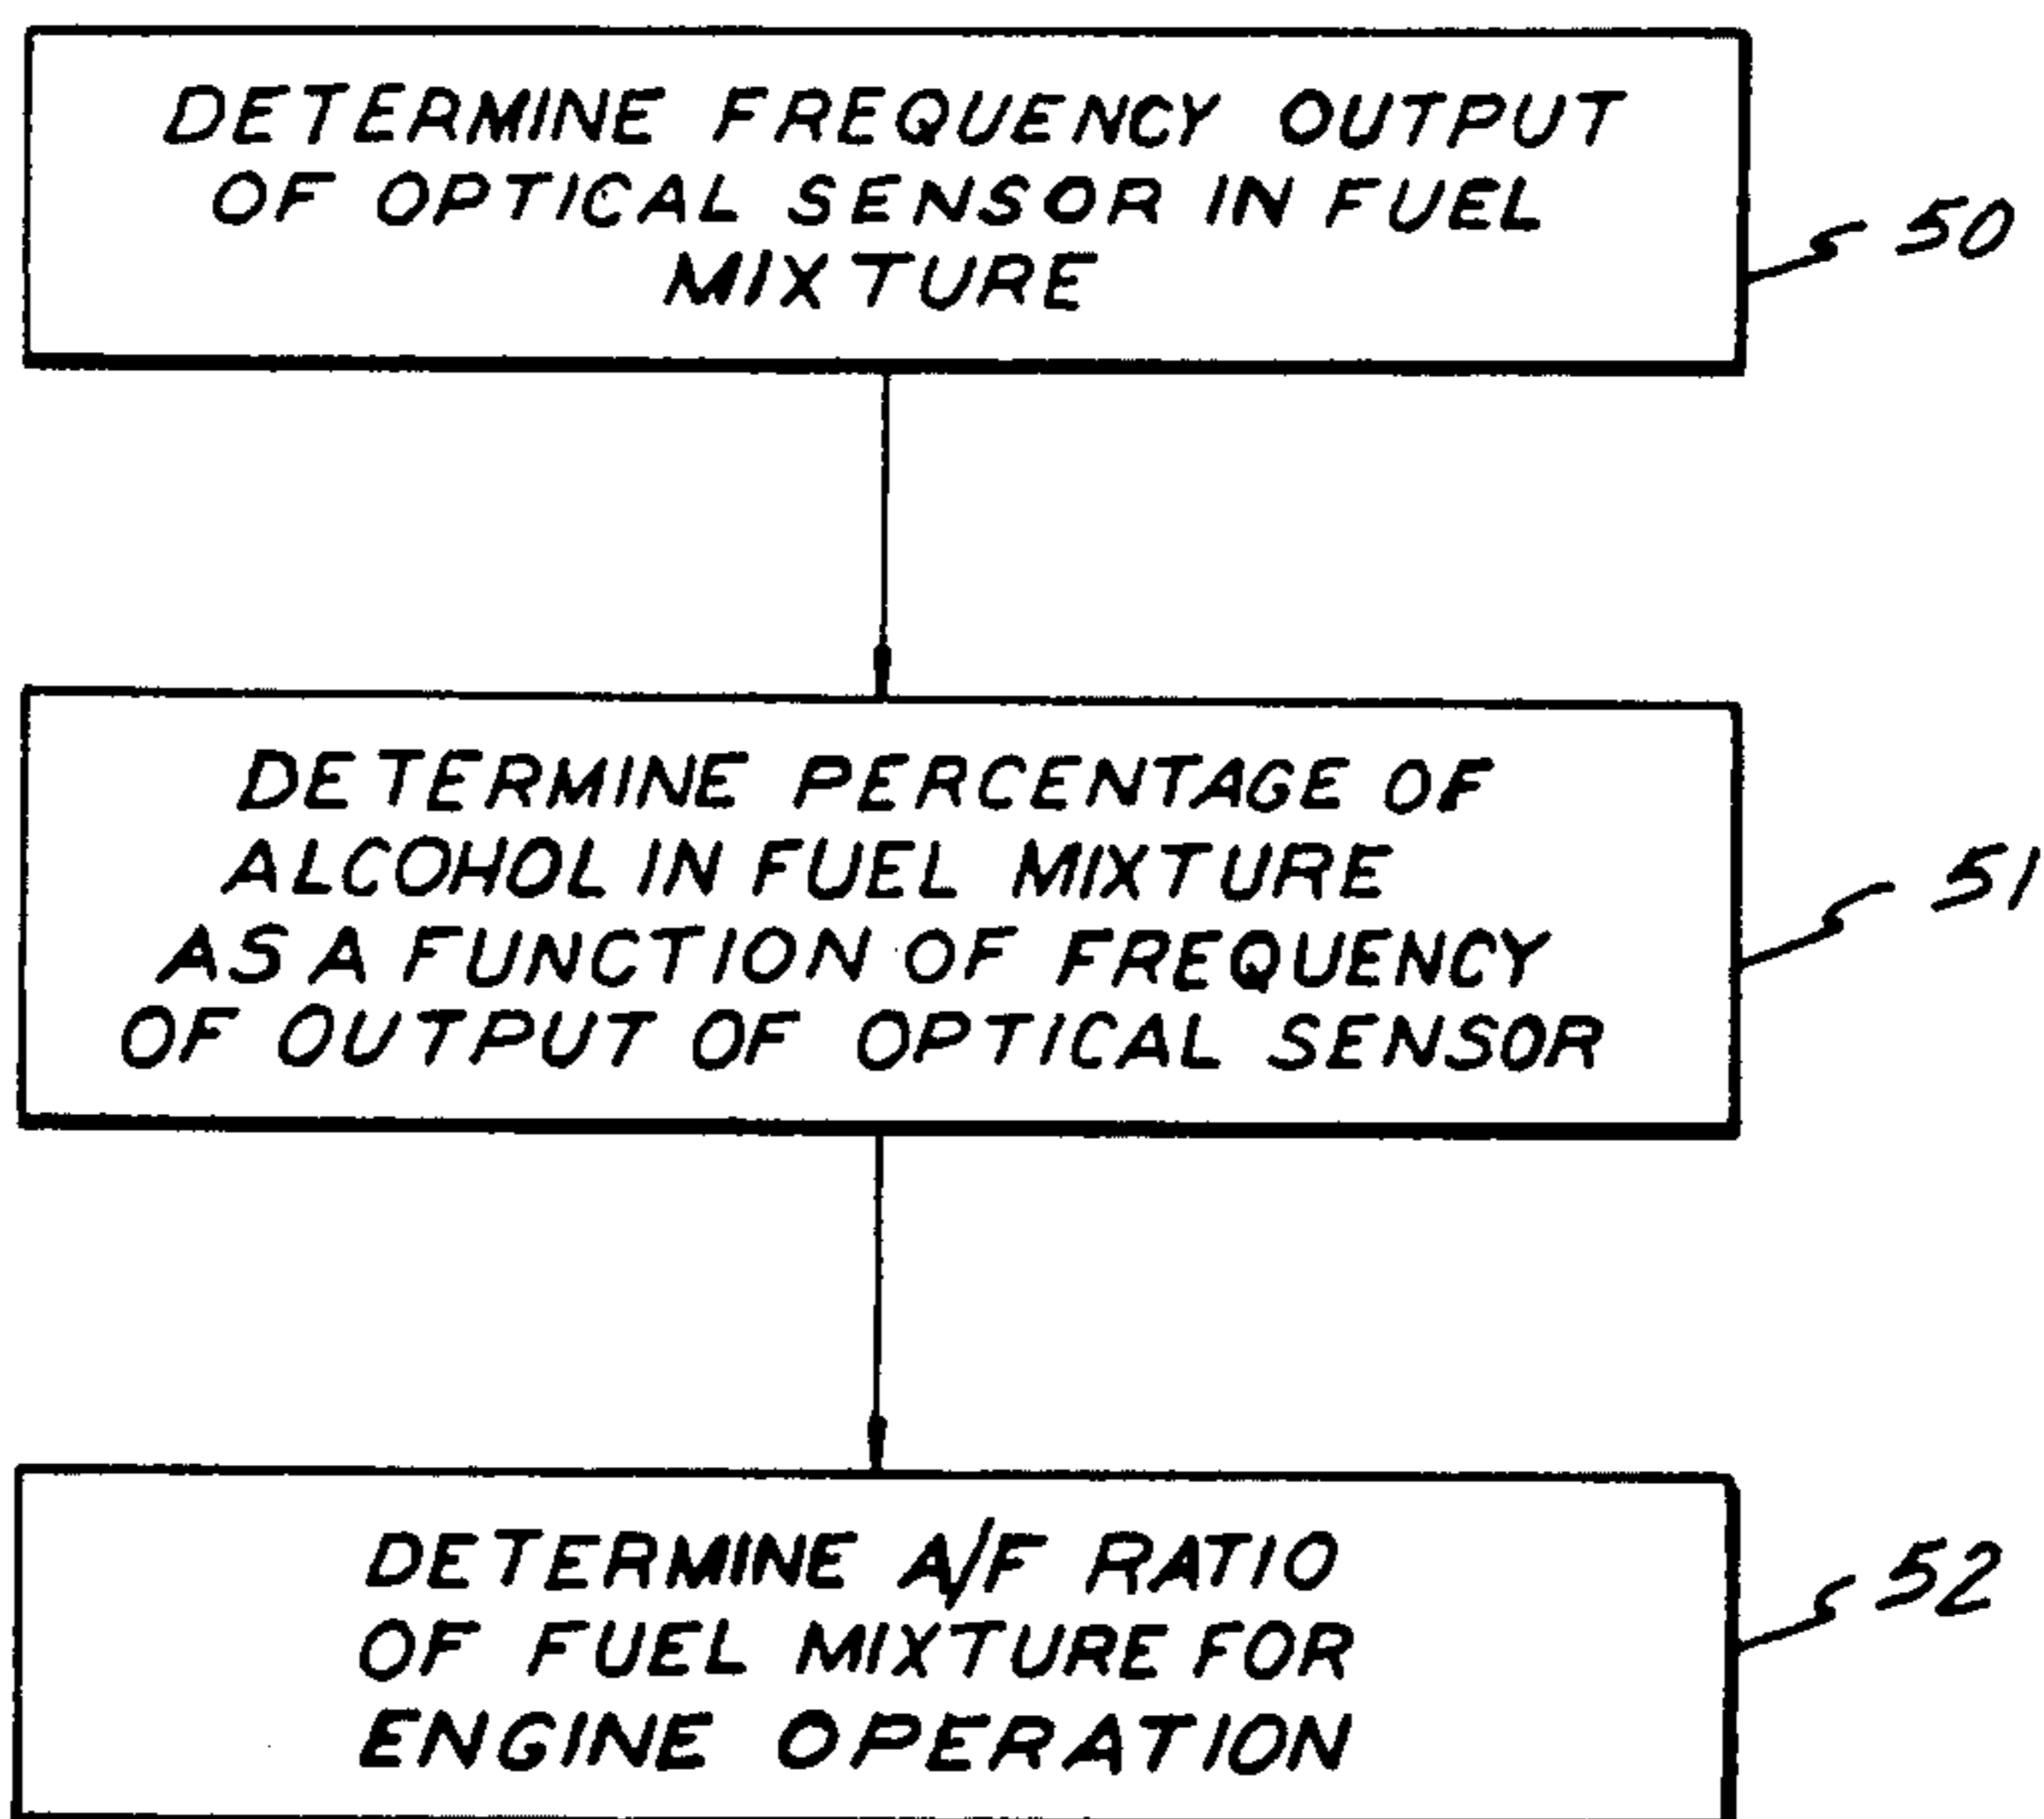 DETERMINE FREQUENCY OUTPUT
OF OPTICAL SENSOR IN FUEL
MIXTURE
50
DETERMINE PERCENTAGE OF
ALCOHOL IN FUEL MIXTURE
AS A FUNCTION OF FREQUENCY
OF OUTPUT OF OPTICAL SENSOR
51
DETERMINE A/F RATIO
OF FUEL MIXTURE FOR
ENGINE OPERATION
52